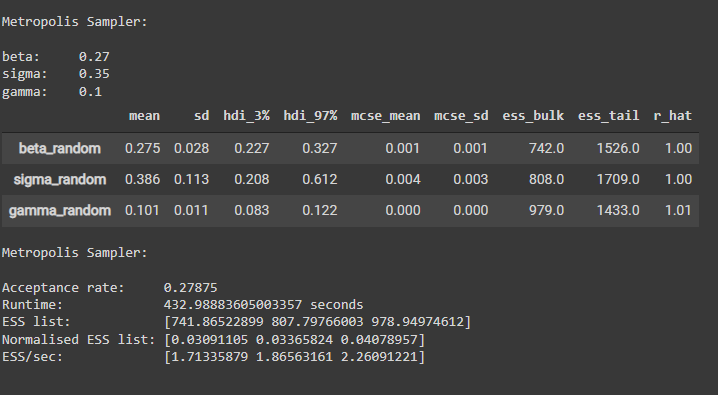 Metropolis Sampler:
beta: 0.27
sigma: 0.35
gamma: 0.1
mean sd hdi_3% hdi_97% mcse_mean mcse_sd ess_bulk ess_tail r_hat
beta_random 0.275 0.028 0.227 0.327 0.001 0.001 742.0 1526.0 1.00
sigma_random 0.386 0.113 0.208 0.612 0.004 0.003 808.0 1709.0 1.00
gamma_random 0.101 0.011 0.083 0.122 0.000 0.000 979.0 1433.0 1.01
Metropolis Sampler:
Acceptance rate: 0.27875
Runtime: 432.98883605003357 seconds
ESS list: [741.86522899 807.79766003 978.94974612]
Normalised ESS list: [0.03091105 0.03365824 0.04078957]
ESS/sec: [1.71335879 1.86563161 2.26091221]